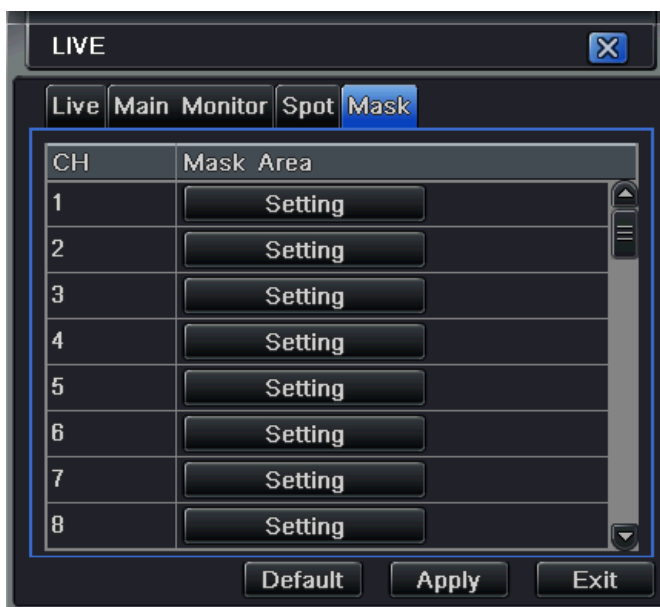 LIVE
Live Main Monitor Spot Mask
CH Mask Area
1 Setting
2 Setting
3 Setting
4 Setting
5 Setting
6 Setting
7 Setting
8 Setting
Default Apply Exit